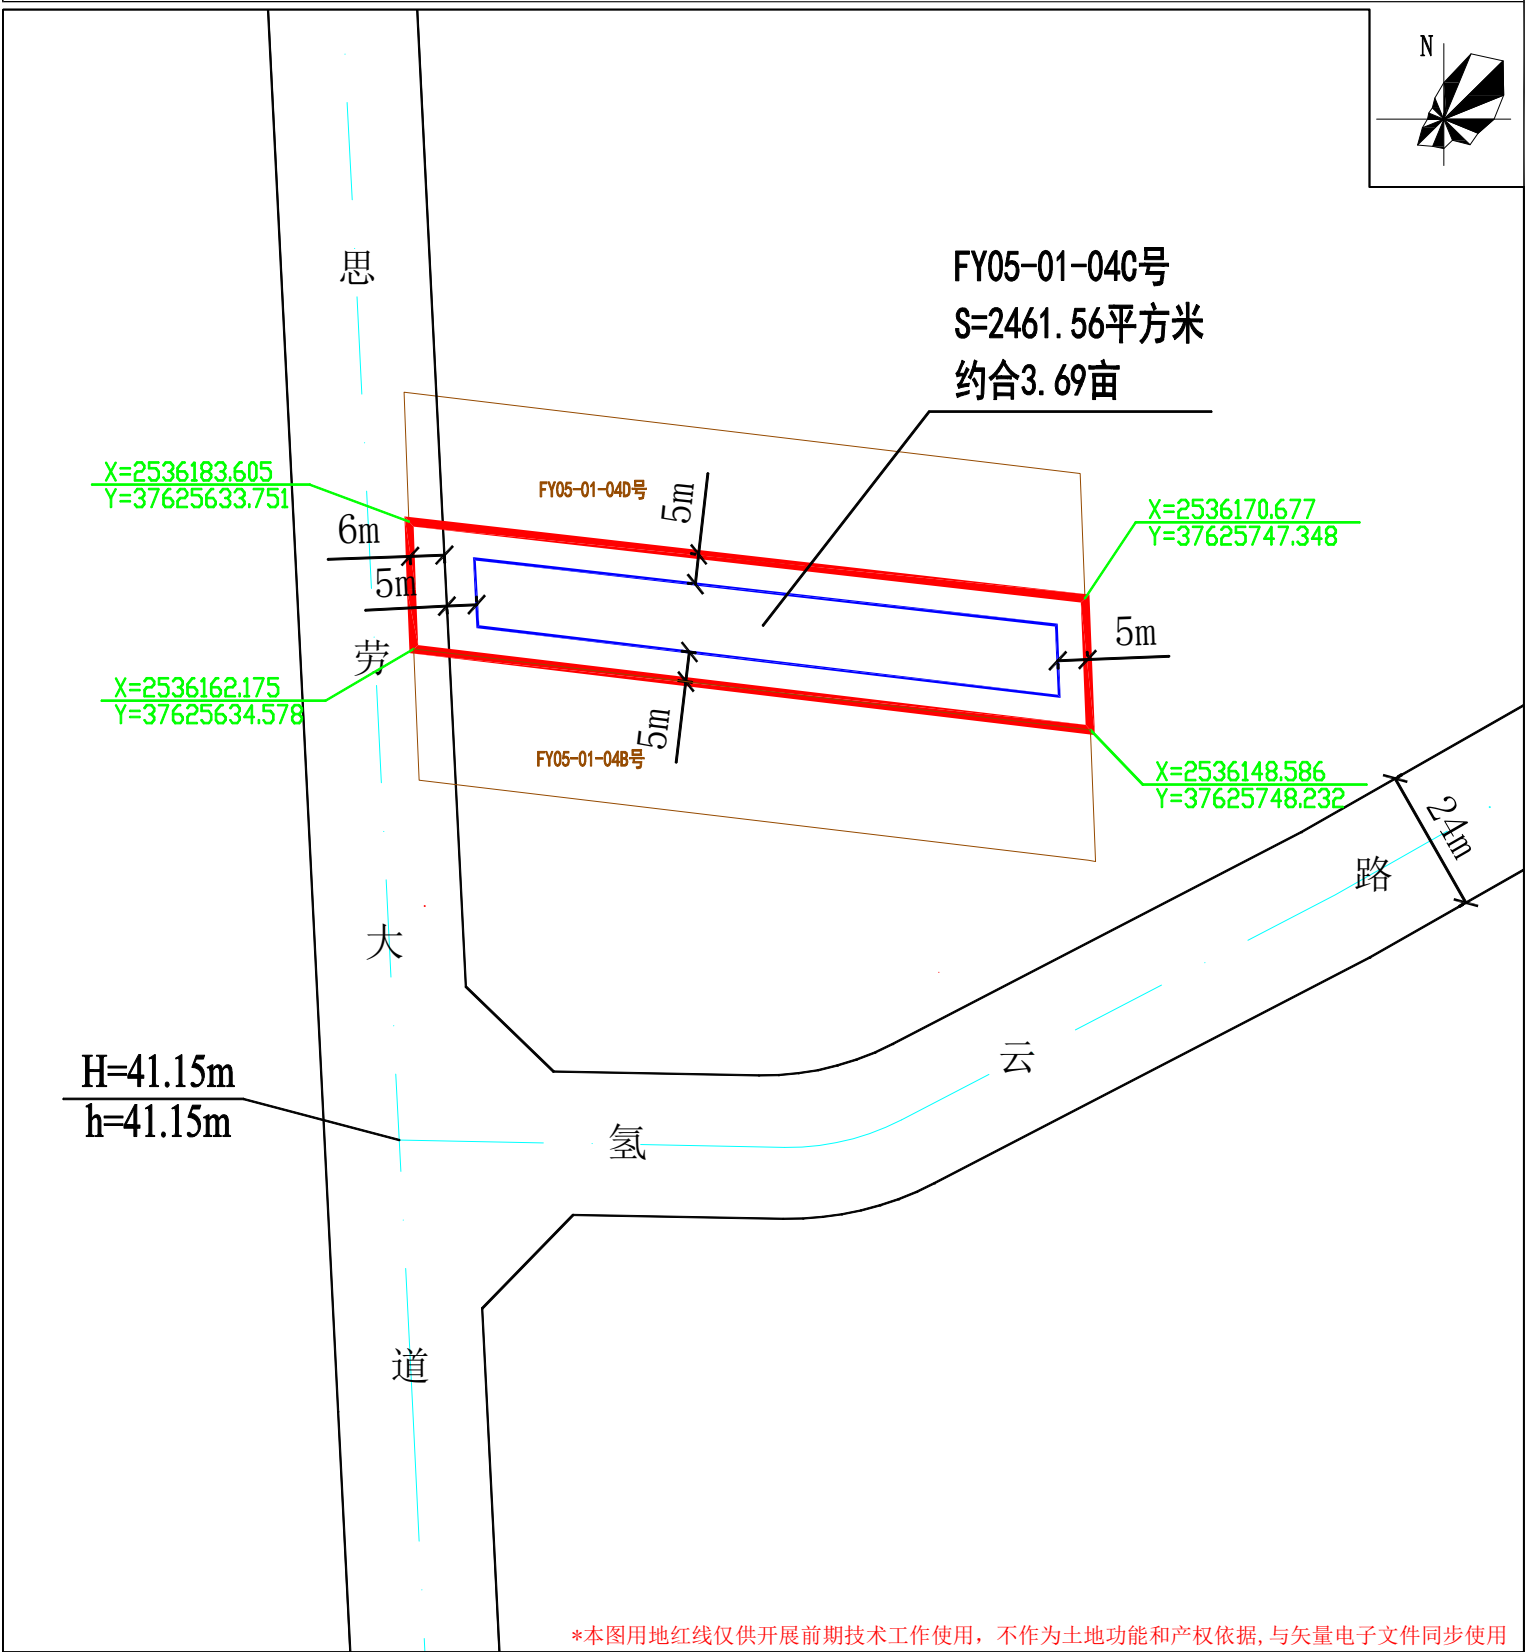 N
思
FY05-01-04C号
S=2461.56平方米
约合3.69亩
X=2536183.605
Y=37625633.751
FY05-01-04D号
5m
X=2536170.677
Y=37625747.348
6m
5m
5m
劳
X=2536162.175
Y=37625634.578
5m
FY05-01-04B号
X=2536148.586
Y=37625748.232
24m
路
大
云
H=41.15m
h=41.15m
氢
道
*本图用地红线仅供开展前期技术工作使用，不作为土地功能和产权依据,与矢量电子文件同步使用